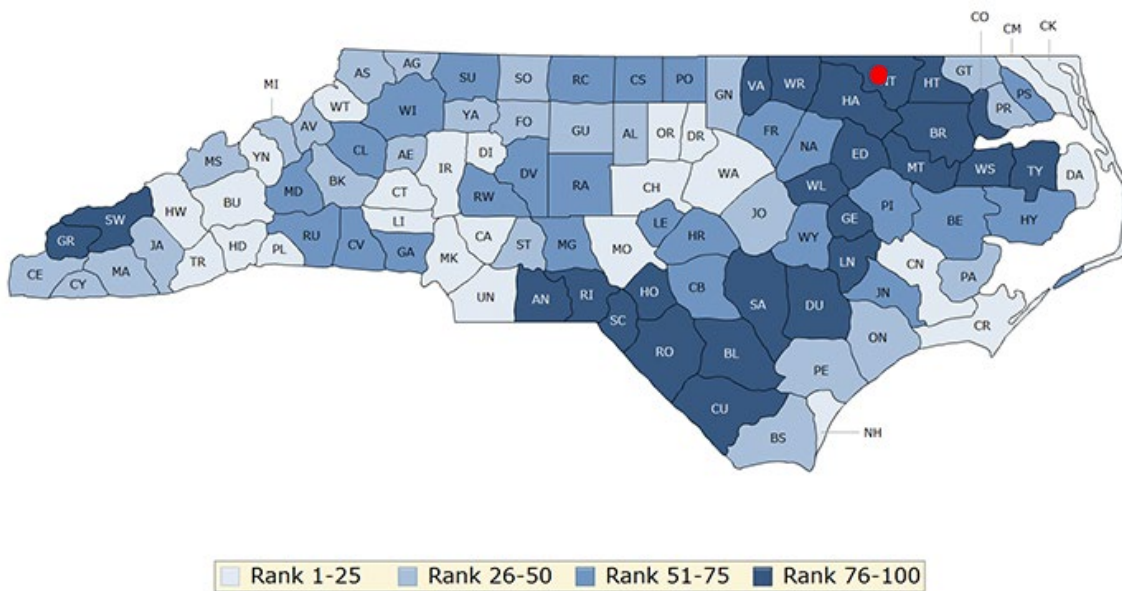 CO CM CK
AS AG SU SO RC CS PO GN VA WR HT GT
MI WT WI YA FO GU AL OR DR FR HA BR PR PS
AV CL AE IR DI NA ED
MS YN MD BK CT DV RA CH WA MT WS TY DA
HW BU RW WL
SW LI LE JO GE PI BE HY
GR JA HD PL RU CV GA CA ST MG MO HR WY
CE CY MA TR MK LN CN PA
UN AN RI HO CB SA DU JN
SC CR
RO BL ON
PE
CU
BS NH
Rank 1-25 Rank 26-50 Rank 51-75 Rank 76-100